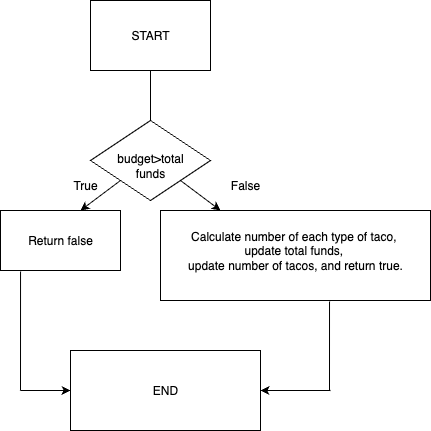 START
budget>total
funds
True
False
Return false
Calculate number of each type of taco,
update total funds,
update number of tacos, and return true.
END